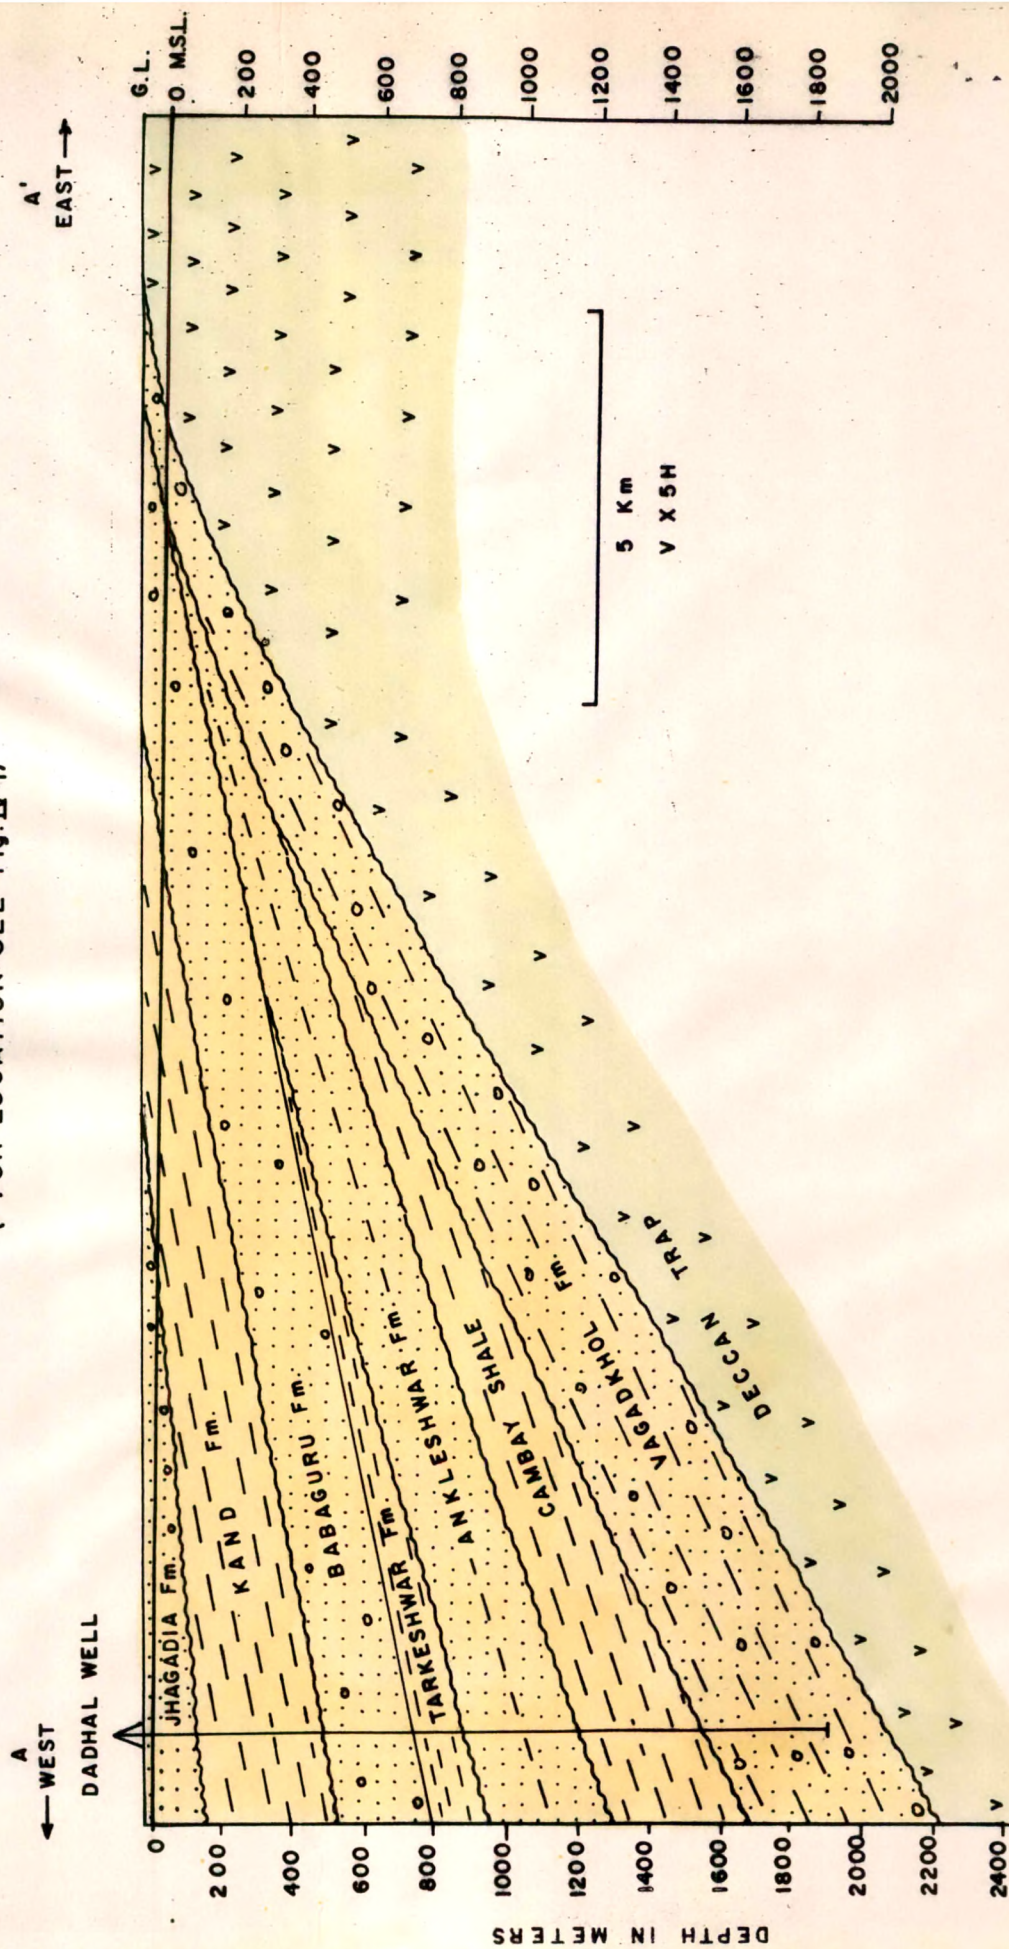 A
WEST
A'
EAST
DADHAL WELL
G.L.
0 M.S.L.
200
400
600
800
1000
1200
1400
1600
1800
2000
DEPTH IN METERS
0
200
400
600
800
1000
1200
1400
1600
1800
2000
2200
2400
JHAGADIA Fm.
KAND Fm.
BABAGURU Fm.
TARKESHWAR Fm.
ANKLESHWAR Fm.
CAMBAY SHALE
VAGADKHOL Fm.
DECCAN TRAP
5 Km
V X 5H